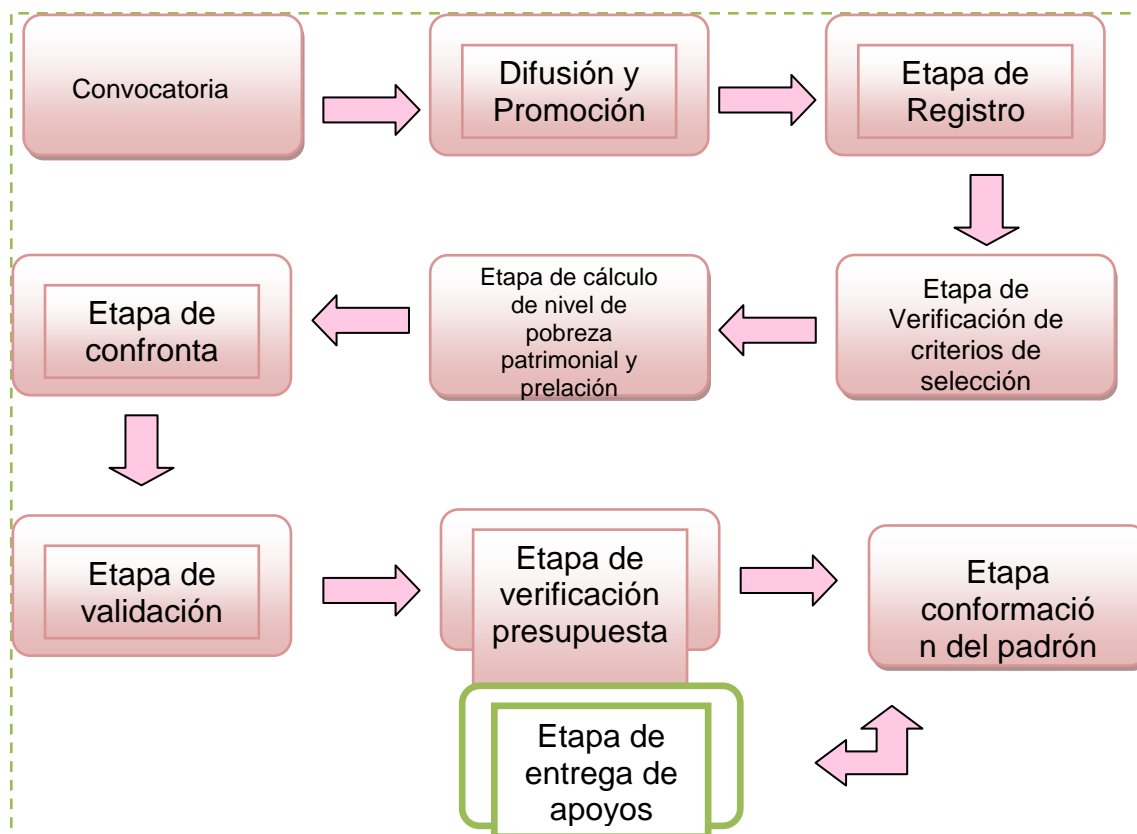 Convocatoria
Difusión y
Promoción
Etapa de
Registro
Etapa de
Verificación de
criterios de
selección
Etapa de cálculo
de nivel de
pobreza
patrimonial y
prelación
Etapa de
confronta
Etapa de
validación
Etapa de
verificación
presupuesta
Etapa
conformació
n del padrón
Etapa de
entrega de
apoyos